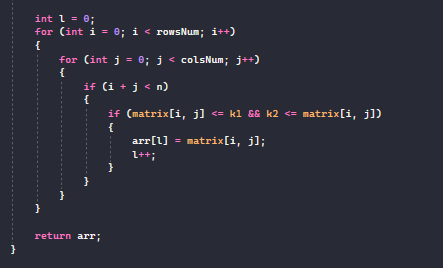 int l = 0;
for (int i = 0; i < rowsNum; i++)
{
for (int j = 0; j < colsNum; j++)
{
if (i + j < n)
{
if (matrix[i, j] <= k1 && k2 <= matrix[i, j])
{
arr[l] = matrix[i, j];
l++;
}
}
}
}
return arr;
}